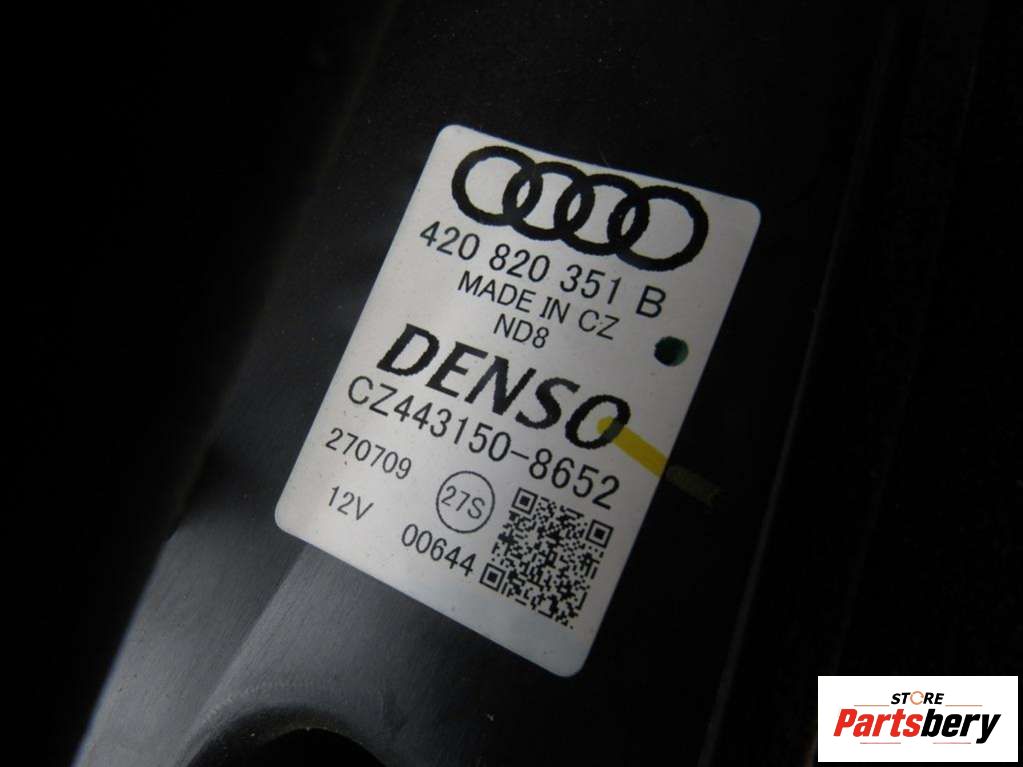 420 820 351 B
MADE IN CZ
ND8
DENSO
CZ443150-8652
270709
27S
12V
00644
STORE
Partsbery